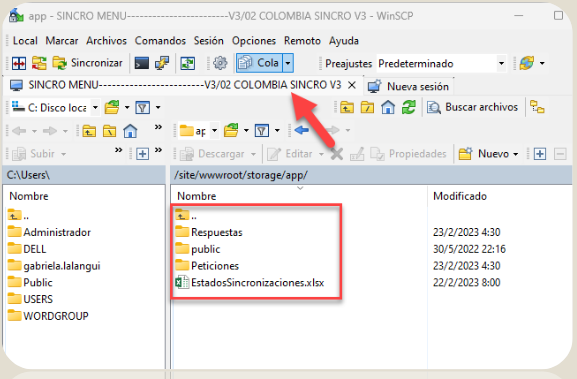 app - SINCRO MENU--------------------------V3/02 COLOMBIA SINCRO V3 - WinSCP
Local Marcar Archivos Comandos Sesión Opciones Remoto Ayuda
Sincronizar Cola Preajustes Predeterminado
SINCRO MENU--------------------------V3/02 COLOMBIA SINCRO V3 × Nueva sesión
C: Disco loca Buscar archivos
Subir Descargar Editar Propiedades Nuevo
C:\Users\ /site/wwwroot/storage/app/
Nombre Nombre Modificado
.. ..
Administrador Respuestas 23/2/2023 4:30
DELL public 30/5/2022 22:16
gabriela.lalangui Peticiones 23/2/2023 4:30
Public EstadosSincronizaciones.xlsx 22/2/2023 8:00
USERS
WORDGROUP